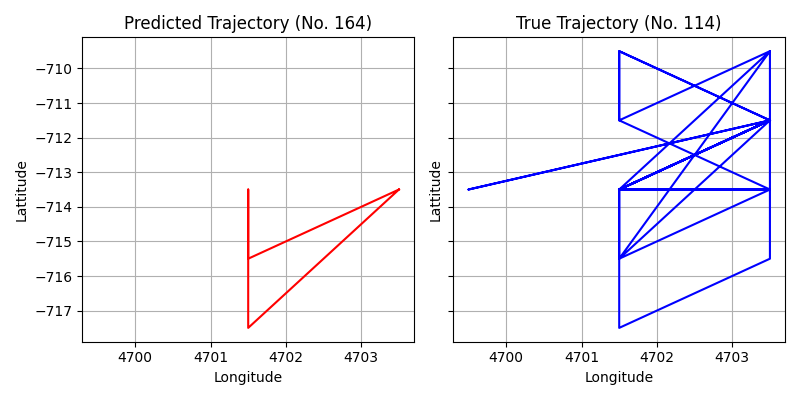 Predicted Trajectory (No. 164)
True Trajectory (No. 114)
−710
−711
−712
−713
−714
−715
−716
−717
Lattitude
Lattitude
4700 4701 4702 4703
4700 4701 4702 4703
Longitude
Longitude